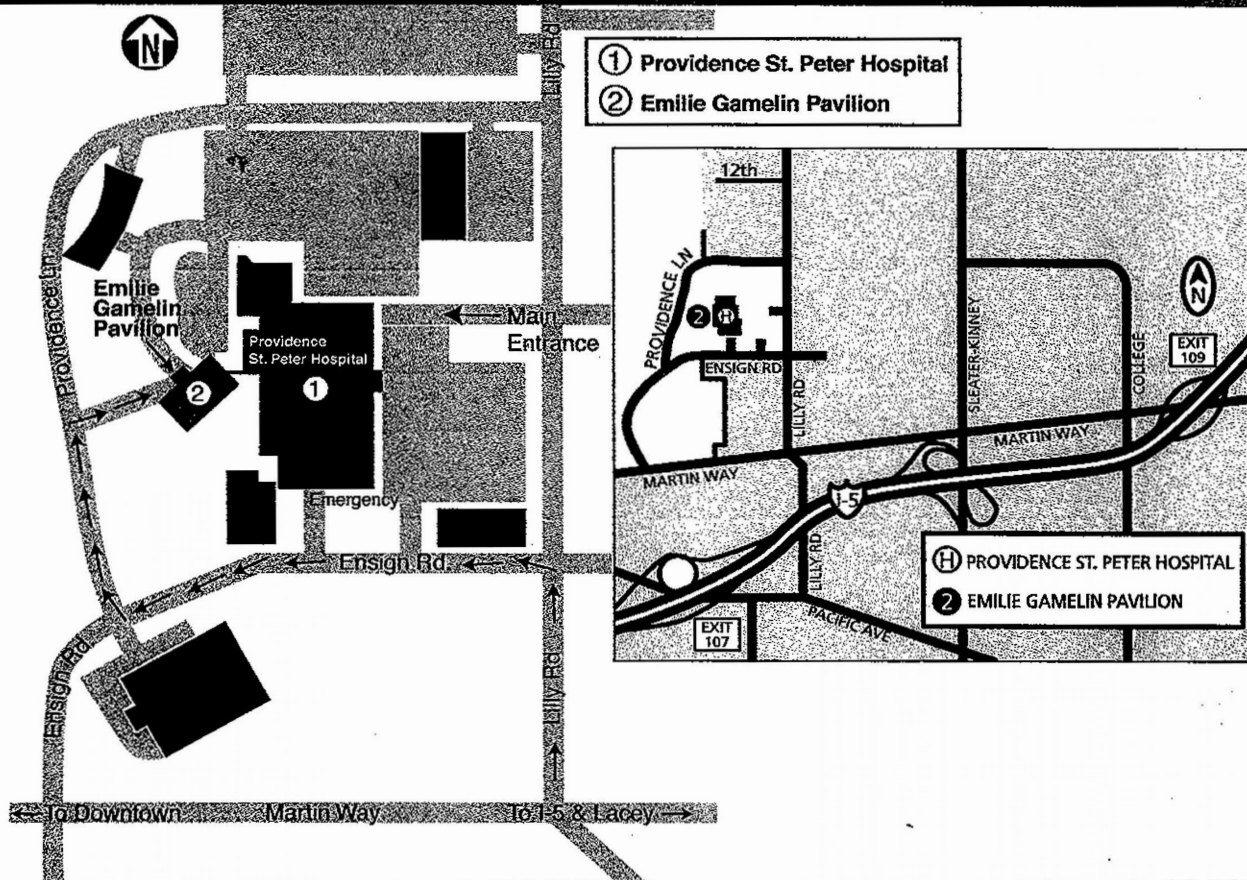 N
Lilly Rd
① Providence St. Peter Hospital
② Emilie Gamelin Pavilion
Providence Ln
Emilie
Gamelin
Pavilion
Providence
St. Peter Hospital
1
2
Main
Entrance
Emergency
Ensign Rd.
Ensign Rd.
Lilly Rd
To Downtown
Martin Way
To I-5 & Lacey
12th
PROVIDENCE LN
2
H
ENSIGN RD
LILLY RD
SLEATER-KINNEY
COLLEGE
N
EXIT
109
MARTIN WAY
MARTIN WAY
I-5
LILLY RD
PACIFIC AVE
EXIT
107
H PROVIDENCE ST. PETER HOSPITAL
2 EMILIE GAMELIN PAVILION